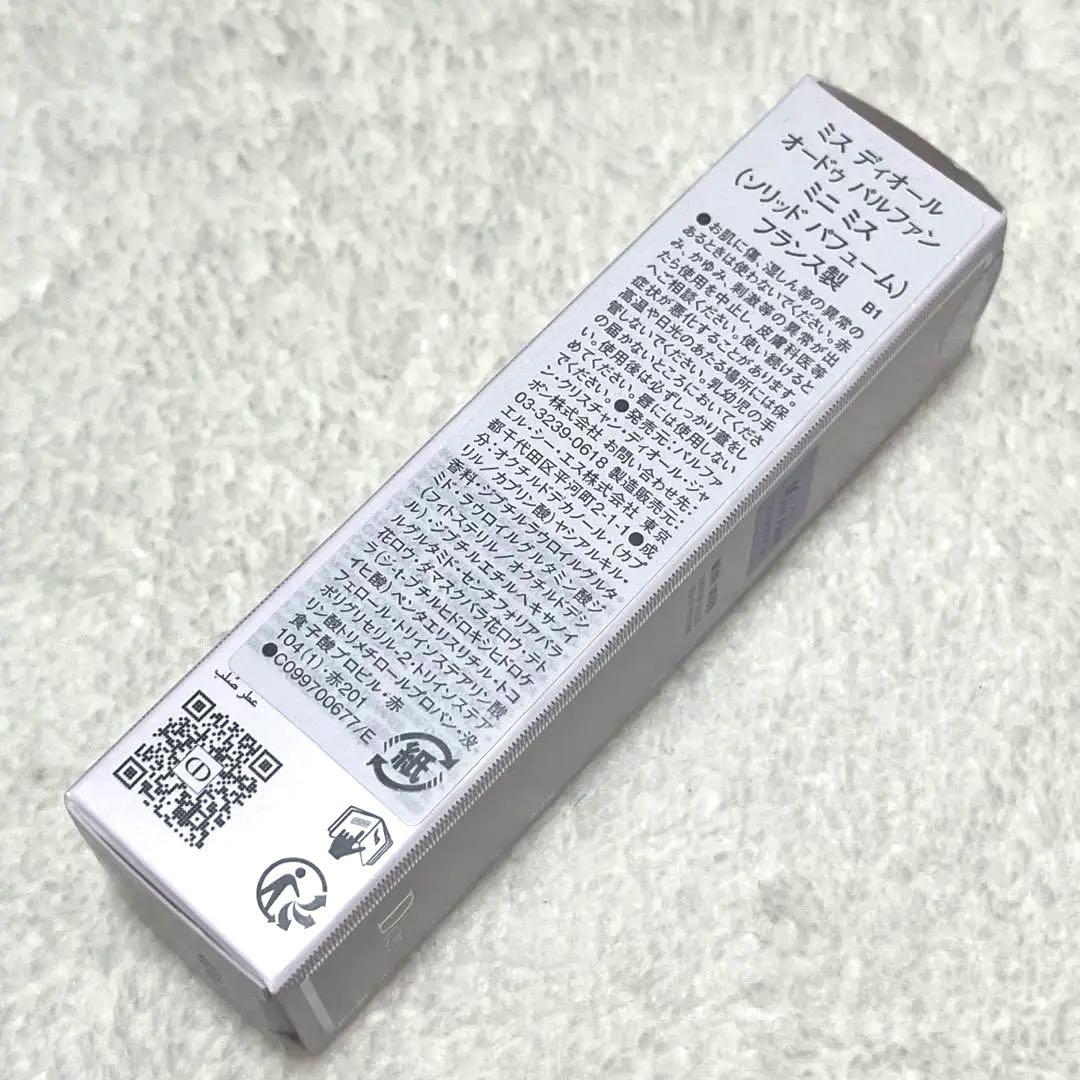 ミス ディオール
オードゥ パルファン
ミニ ミス
(ソリッド パフューム)
フランス製 B1
●お肌に傷、湿しん等の異常の
あるときは使わないでください。赤
み、かゆみ、刺激等の異常が出
たら使用を中止し、皮膚科医等
へご相談ください。使い続けると
症状が悪化することがあります。
高温や日光のあたる場所には保
管しないでください。乳幼児の手
の届かないところにおいてくださ
い。使用後は必ずしっかり蓋をし
めてください。唇には使用しない
でください。●発売元:パルファ
ン・クリスチャン・ディオール・ジャ
ポン株式会社 お問い合わせ先:
03-3239-0618 製造販売元:
エル・シー・エス株式会社 東京
都千代田区平河町2-1-1●成
分:オクチルドデカノール・(カプ
リル/カプリン酸)ヤシアルキル・
香料・ジブチルラウロイルグルタ
ミド・ラウロイルグルタミン酸ジ
(フィトステリル/オクチルドデシ
ル)・ジブチルエチルヘキサノイ
ルグルタミド・センチフォリアバラ
花ロウ・ダマスクバラ花ロウ・テト
ラ(ジ-t-ブチルヒドロキシヒドロケ
イヒ酸)ペンタエリスリチル・トコ
フェロール・トリイソステアリン酸
ポリグリセリル-2・トリイソステア
リン酸トリメチロールプロパン・没
食子酸プロピル・赤
104(1)・赤201
●C099700677/E
紙
عطر صلب